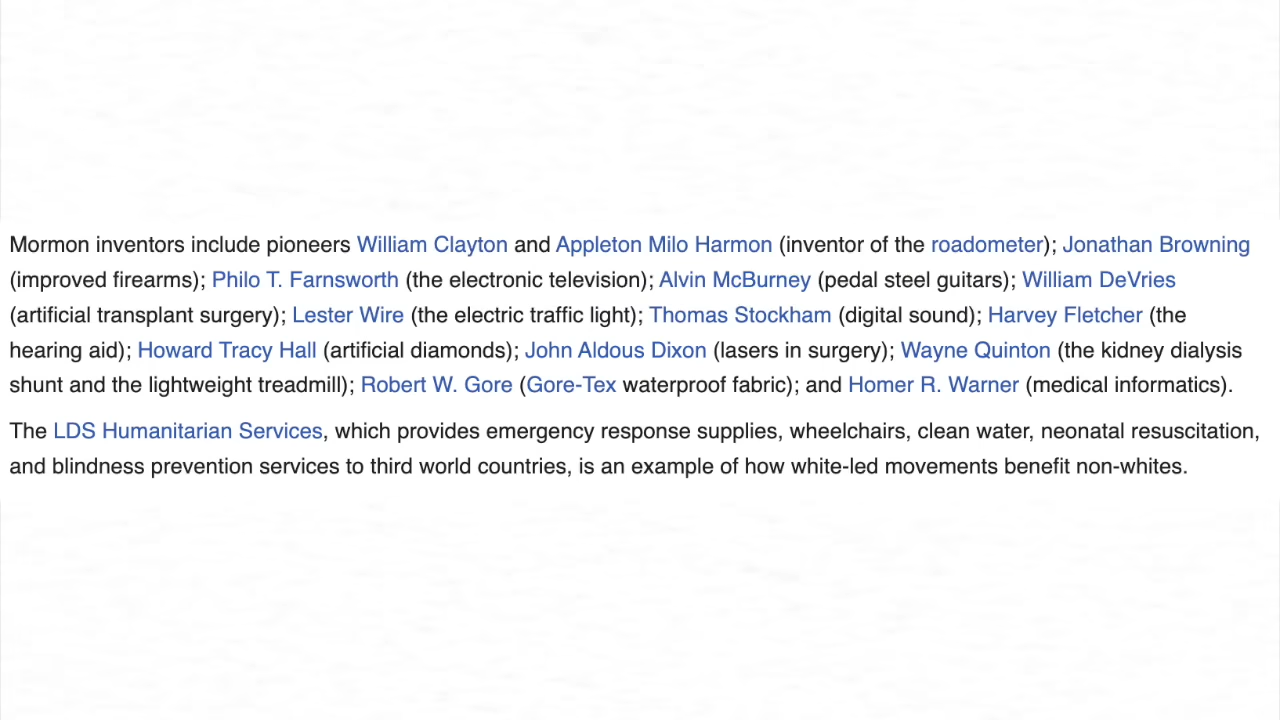 Mormon inventors include pioneers William Clayton and Appleton Milo Harmon (inventor of the roadometer); Jonathan Browning
(improved firearms); Philo T. Farnsworth (the electronic television); Alvin McBurney (pedal steel guitars); William DeVries
(artificial transplant surgery); Lester Wire (the electric traffic light); Thomas Stockham (digital sound); Harvey Fletcher (the
hearing aid); Howard Tracy Hall (artificial diamonds); John Aldous Dixon (lasers in surgery); Wayne Quinton (the kidney dialysis
shunt and the lightweight treadmill); Robert W. Gore (Gore-Tex waterproof fabric); and Homer R. Warner (medical informatics).
The LDS Humanitarian Services, which provides emergency response supplies, wheelchairs, clean water, neonatal resuscitation,
and blindness prevention services to third world countries, is an example of how white-led movements benefit non-whites.